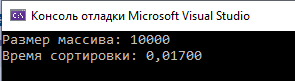 Консоль отладки Microsoft Visual Studio
Размер массива: 10000
Время сортировки: 0,01700